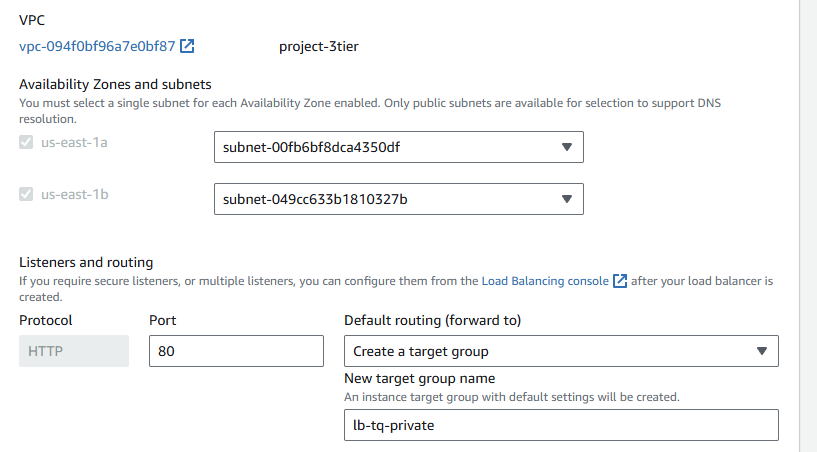 VPC
vpc-094f0bf96a7e0bf87 project-3tier
Availability Zones and subnets
You must select a single subnet for each Availability Zone enabled. Only public subnets are available for selection to support DNS
resolution.
us-east-1a subnet-00fb6bf8dca4350df
us-east-1b subnet-049cc633b1810327b
Listeners and routing
If you require secure listeners, or multiple listeners, you can configure them from the Load Balancing console after your load balancer is
created.
Protocol Port Default routing (forward to)
HTTP 80 Create a target group
New target group name
An instance target group with default settings will be created.
lb-tq-private